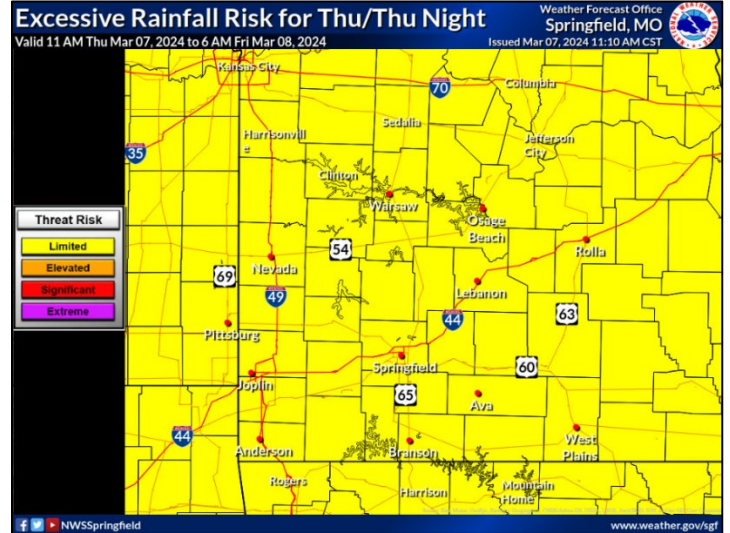 Excessive Rainfall Risk for Thu/Thu Night
Valid 11 AM Thu Mar 07, 2024 to 6 AM Fri Mar 08, 2024
Weather Forecast Office
Springfield, MO
Issued Mar 07, 2024 11:10 AM CST
Kansas City
70
Columbia
Sedalia
Harrisonvill
e
Jefferson
City
35
Clinton
Warsaw
Osage
Beach
Threat Risk
Limited
Elevated
Significant
Extreme
54
Rolla
69
Nevada
Lebanon
49
63
44
Pittsburg
Springfield
60
Joplin
65
Ava
44
Anderson
Branson
West
Plains
Rogers
Harrison
Mountain
Home
NWSSpringfield
www.weather.gov/sgf